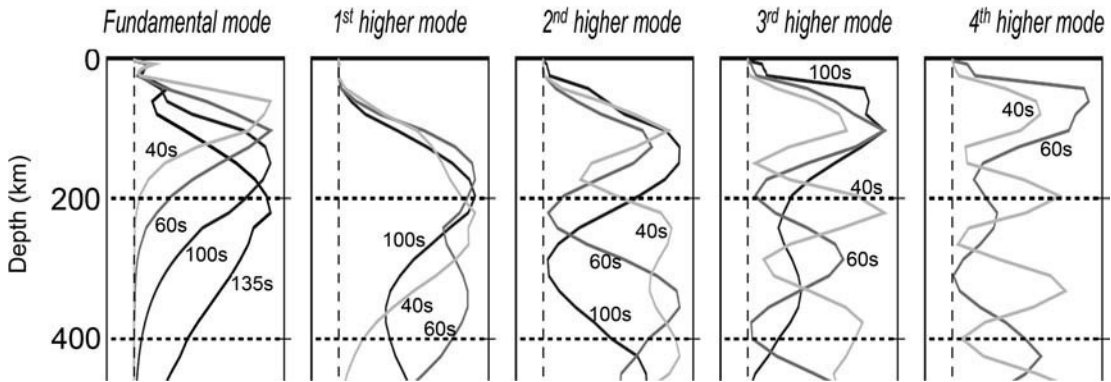 Fundamental mode
1st higher mode
2nd higher mode
3rd higher mode
4th higher mode
Depth (km)
0
200
400
40s
60s
100s
135s
100s
40s
60s
40s
60s
100s
100s
40s
60s
40s
60s